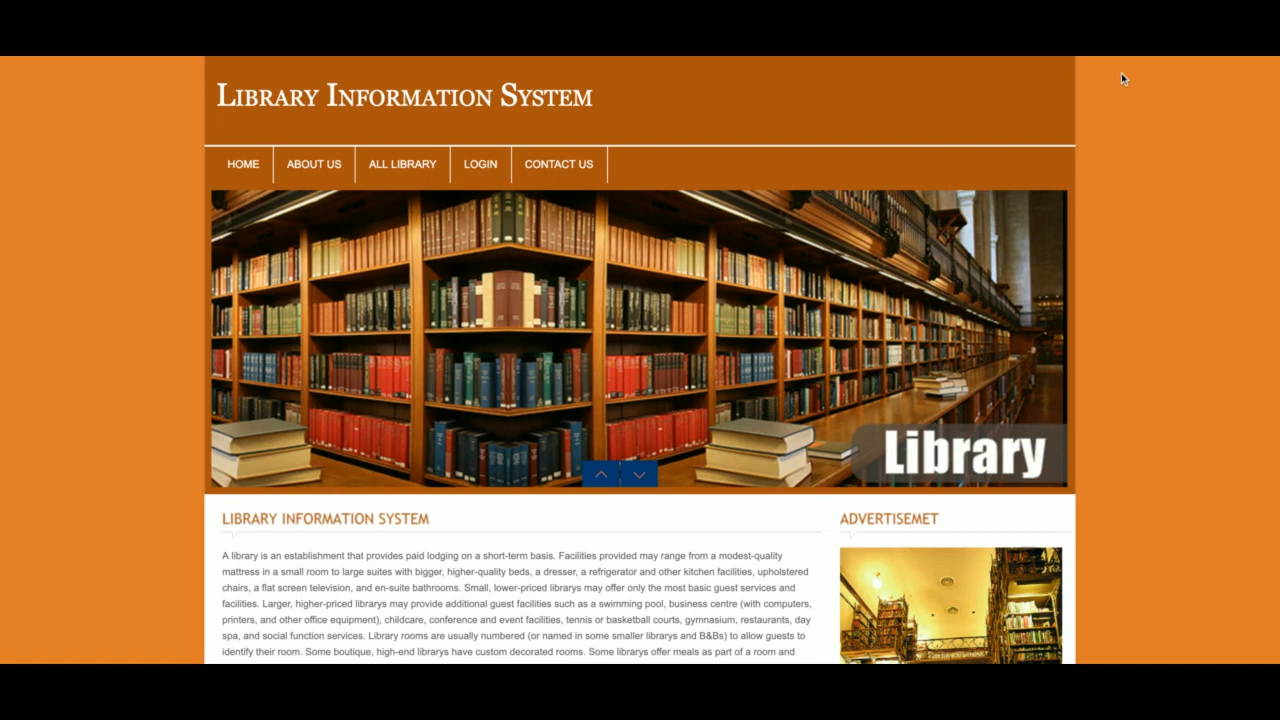 LIBRARY INFORMATION SYSTEM
HOME
ABOUT US
ALL LIBRARY
LOGIN
CONTACT US
Library
LIBRARY INFORMATION SYSTEM
A library is an establishment that provides paid lodging on a short-term basis. Facilities provided may range from a modest-quality
mattress in a small room to large suites with bigger, higher-quality beds, a dresser, a refrigerator and other kitchen facilities, upholstered
chairs, a flat screen television, and en-suite bathrooms. Small, lower-priced librarys may offer only the most basic guest services and
facilities. Larger, higher-priced librarys may provide additional guest facilities such as a swimming pool, business centre (with computers,
printers, and other office equipment), childcare, conference and event facilities, tennis or basketball courts, gymnasium, restaurants, day
spa, and social function services. Library rooms are usually numbered (or named in some smaller librarys and B&Bs) to allow guests to
identify their room. Some boutique, high-end librarys have custom decorated rooms. Some librarys offer meals as part of a room and
ADVERTISEMET